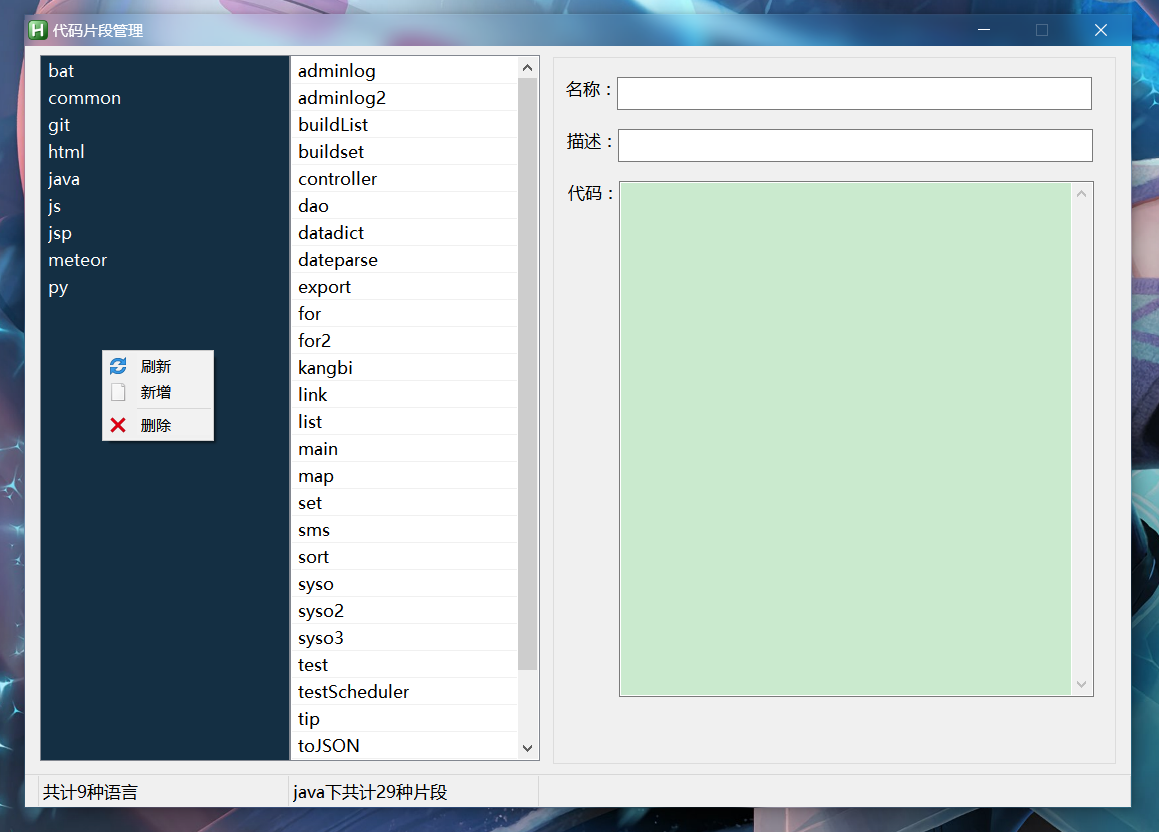 代码片段管理
bat
common
git
html
java
js
jsp
meteor
py
刷新
新增
删除
adminlog
adminlog2
buildList
buildset
controller
dao
datadict
dateparse
export
for
for2
kangbi
link
list
main
map
set
sms
sort
syso
syso2
syso3
test
testScheduler
tip
toJSON
名称：
描述：
代码：
共计9种语言
java下共计29种片段